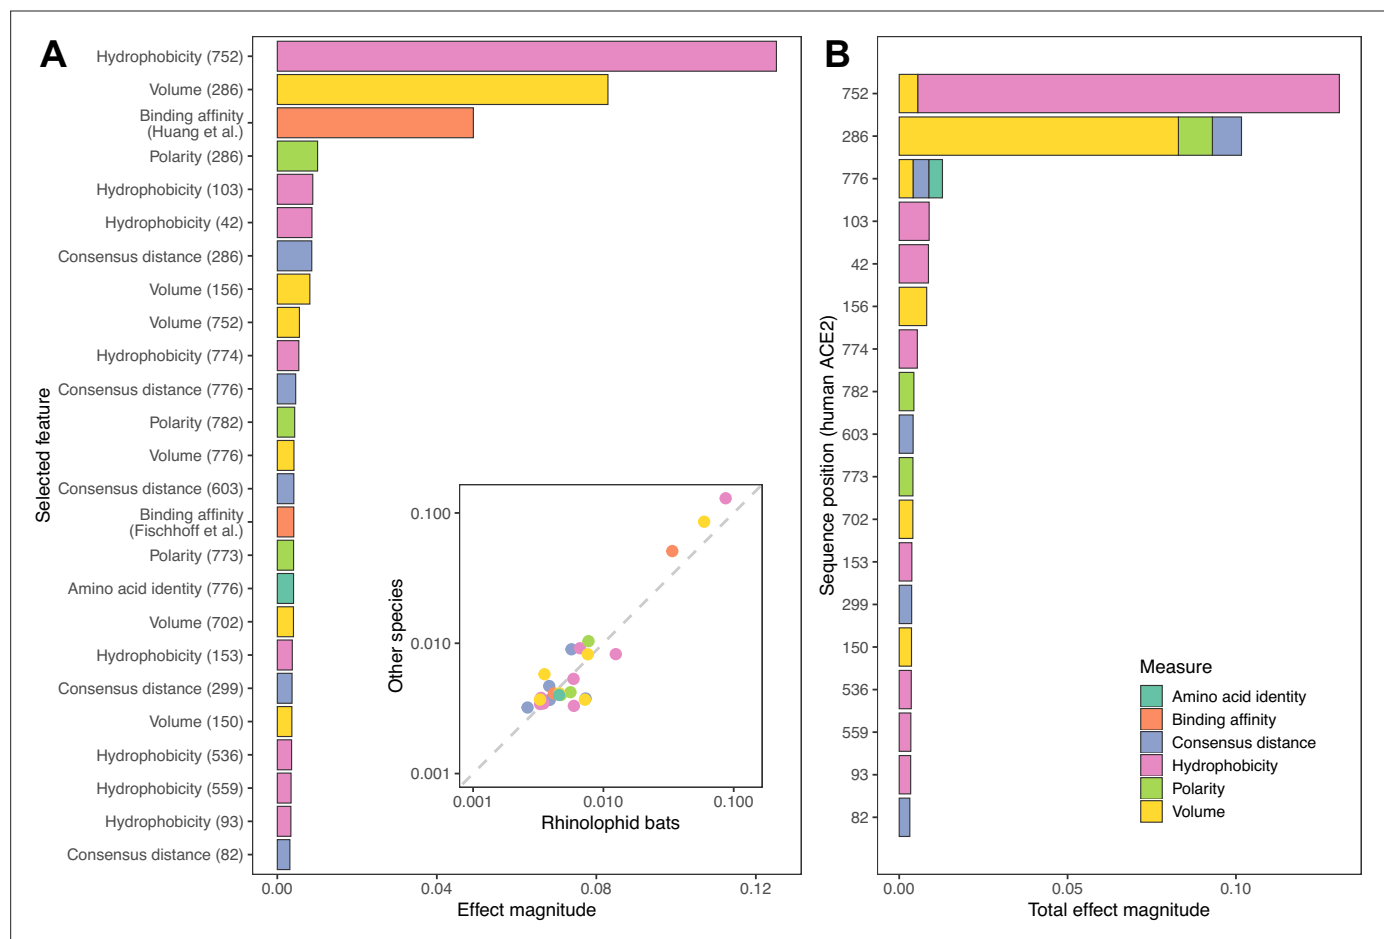 A
Hydrophobicity (752)
Volume (286)
Binding affinity
(Huang et al.)
Polarity (286)
Hydrophobicity (103)
Hydrophobicity (42)
Consensus distance (286)
Volume (156)
Volume (752)
Hydrophobicity (774)
Consensus distance (776)
Polarity (782)
Volume (776)
Consensus distance (603)
Binding affinity
(Fischhoff et al.)
Polarity (773)
Amino acid identity (776)
Volume (702)
Hydrophobicity (153)
Consensus distance (299)
Volume (150)
Hydrophobicity (536)
Hydrophobicity (559)
Hydrophobicity (93)
Consensus distance (82)
Selected feature
0.00 0.04 0.08 0.12
Effect magnitude
0.100
0.010
0.001
Other species
0.001 0.010 0.100
Rhinolophid bats
B
752
286
776
103
42
156
774
782
603
773
702
153
299
150
536
559
93
82
Sequence position (human ACE2)
0.00 0.05 0.10
Total effect magnitude
Measure
Amino acid identity
Binding affinity
Consensus distance
Hydrophobicity
Polarity
Volume